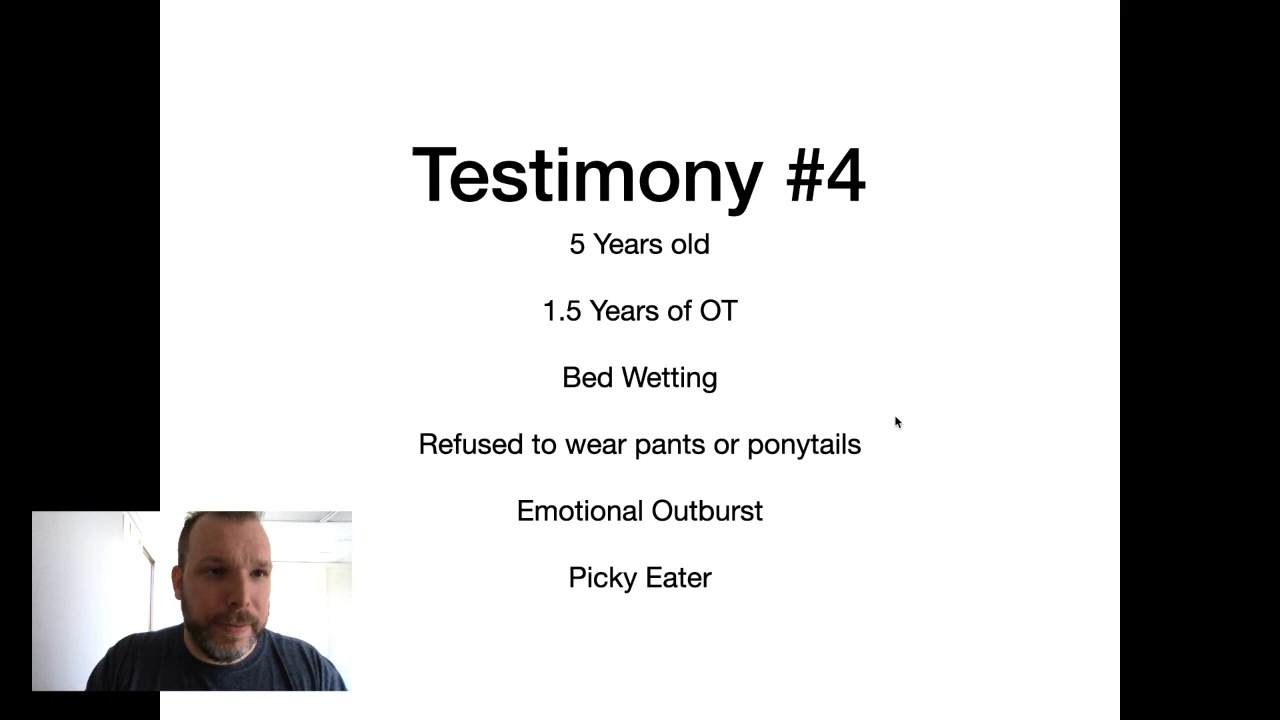 Testimony #4
5 Years old
1.5 Years of OT
Bed Wetting
Refused to wear pants or ponytails
Emotional Outburst
Picky Eater